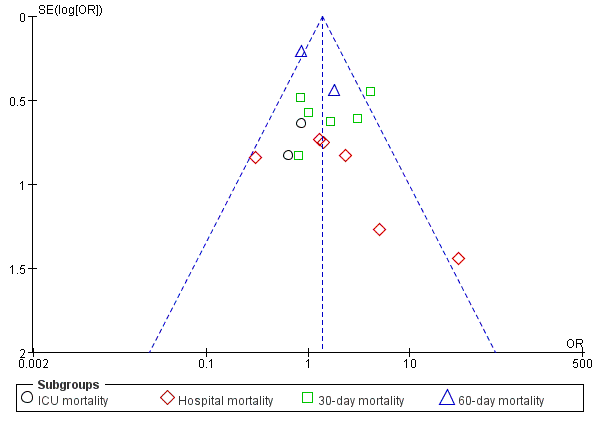 SE(log[OR])
0
0.5
1
1.5
2
OR
0.002 0.1 1 10 500
Subgroups
ICU mortality Hospital mortality 30-day mortality 60-day mortality